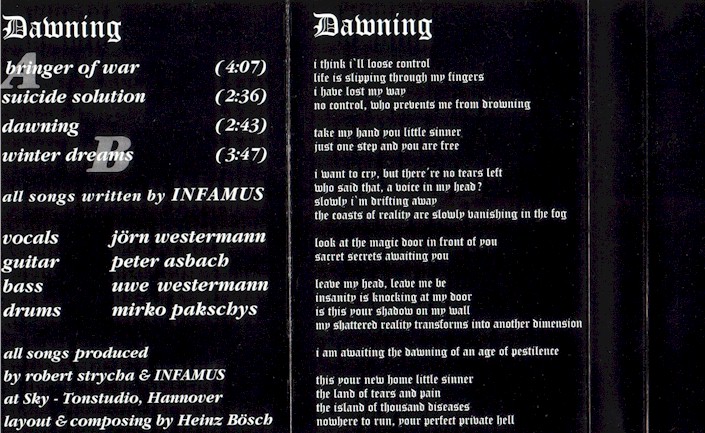 Dawning
A
bringer of war (4:07)
suicide solution (2:36)
dawning (2:43)
B
winter dreams (3:47)
all songs written by INFAMUS
vocals jörn westermann
guitar peter asbach
bass uwe westermann
drums mirko pakschys
all songs produced
by robert strycha & INFAMUS
at Sky - Tonstudio, Hannover
layout & composing by Heinz Bösch
Dawning
i think i`ll loose control
life is slipping through my fingers
i have lost my way
no control, who prevents me from drowning
take my hand you little sinner
just one step and you are free
i want to cry, but there´re no tears left
who said that, a voice in my head?
slowly i`m drifting away
the coasts of reality are slowly vanishing in the fog
look at the magic door in front of you
sacret secrets awaiting you
leave my head, leave me be
insanity is knocking at my door
is this your shadow on my wall
my shattered reality transforms into another dimension
i am awaiting the dawning of an age of pestilence
this your new home little sinner
the land of tears and pain
the island of thousand diseases
nowhere to run, your perfect private hell